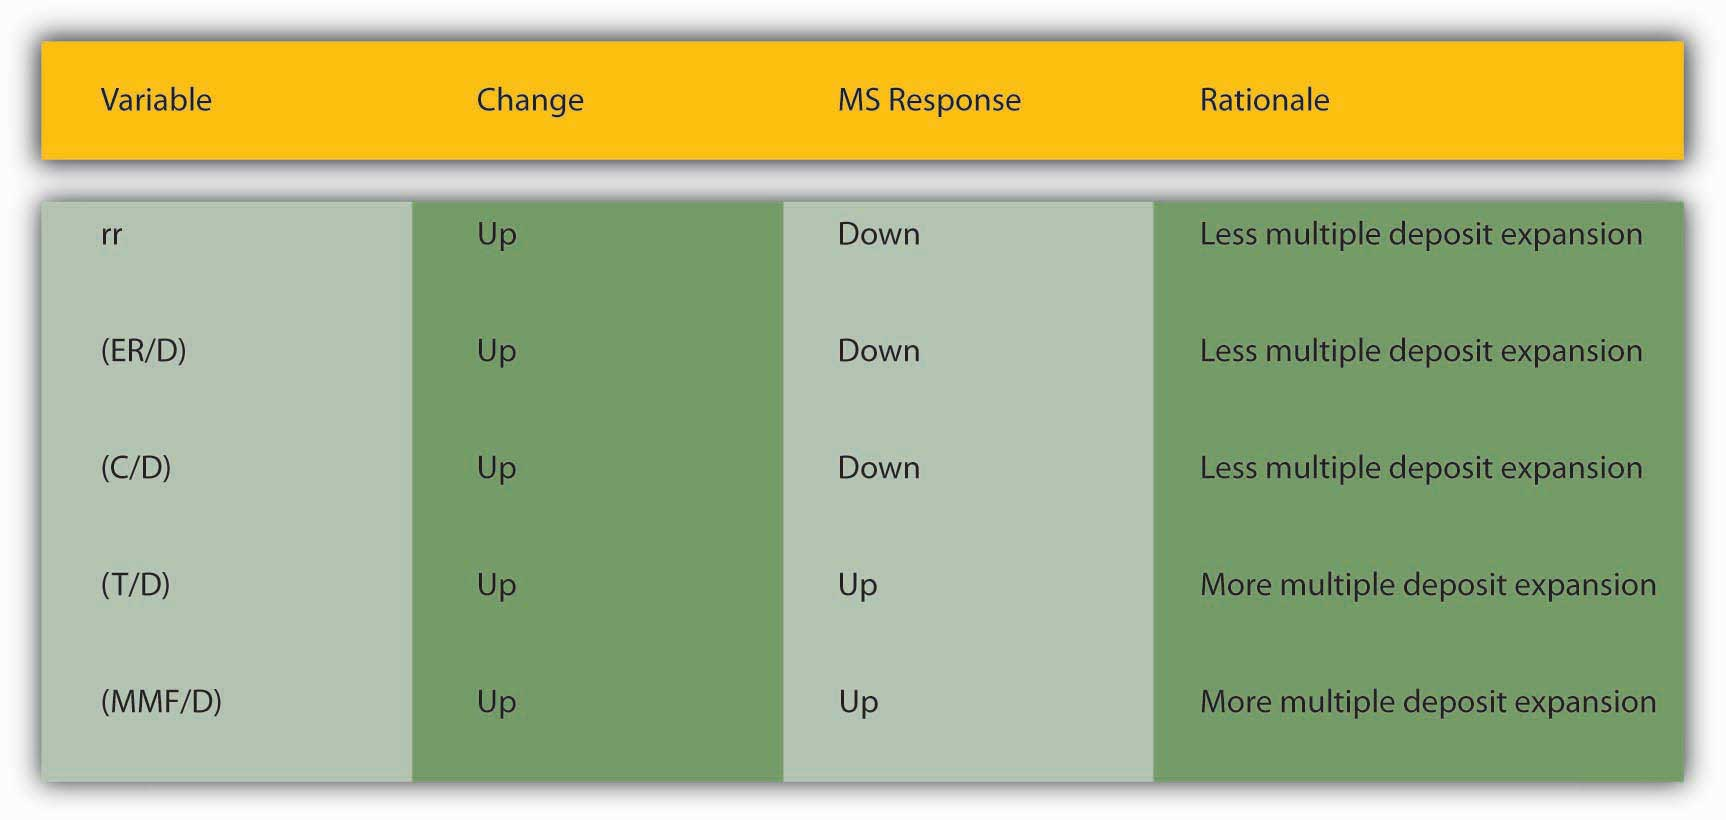 Variable Change MS Response Rationale
rr Up Down Less multiple deposit expansion
(ER/D) Up Down Less multiple deposit expansion
(C/D) Up Down Less multiple deposit expansion
(T/D) Up Up More multiple deposit expansion
(MMF/D) Up Up More multiple deposit expansion